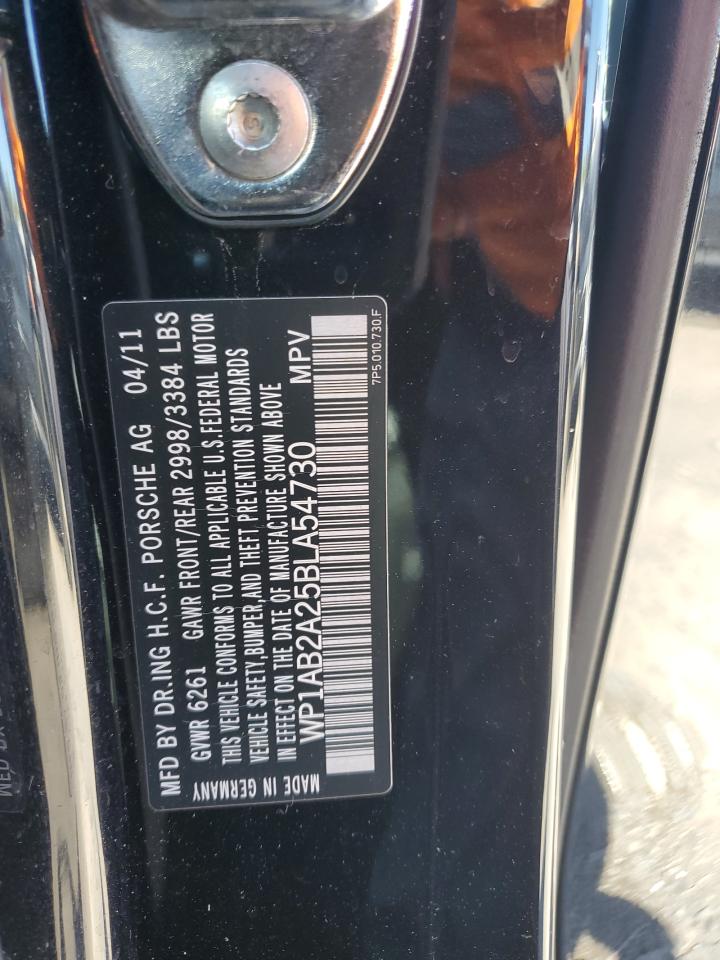 MFD BY DR.ING H.C.F. PORSCHE AG 04/11
GVWR 6261 GAWR FRONT/REAR 2998/3384 LBS
THIS VEHICLE CONFORMS TO ALL APPLICABLE U.S.FEDERAL MOTOR
VEHICLE SAFETY,BUMPER,AND THEFT PREVENTION STANDARDS
IN EFFECT ON THE DATE OF MANUFACTURE SHOWN ABOVE
WP1AB2A25BLA54730 MPV
MADE IN GERMANY
7P5.010.730.F